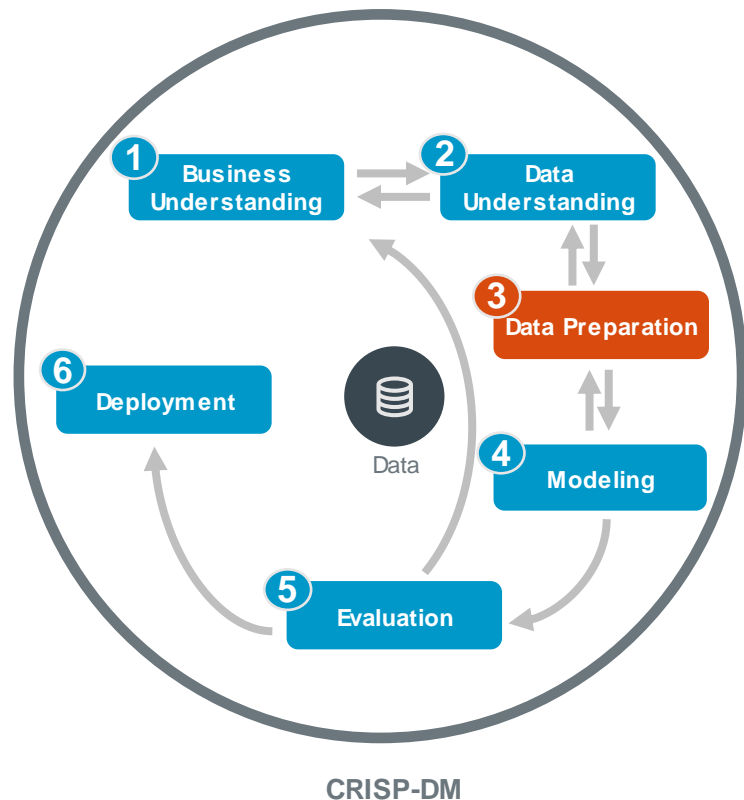 1
Business
Understanding
2
Data
Understanding
3
Data Preparation
6
Deployment
Data
4
Modeling
5
Evaluation
CRISP-DM